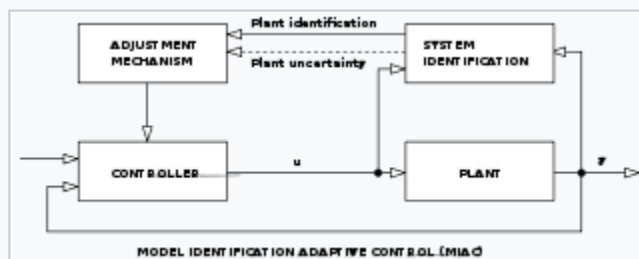 Plant identification
ADJUSTMENT
MECHANISM
SYSTEM
IDENTIFICATION
Plant uncertainty
CONTROLLER
u
PLANT
y
MODEL IDENTIFICATION ADAPTIVE CONTROL (MIAC)